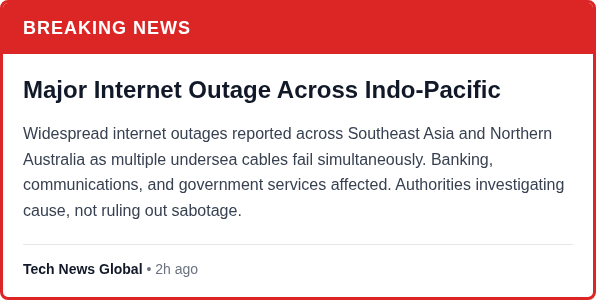 BREAKING NEWS
Major Internet Outage Across Indo-Pacific
Widespread internet outages reported across Southeast Asia and Northern
Australia as multiple undersea cables fail simultaneously. Banking,
communications, and government services affected. Authorities investigating
cause, not ruling out sabotage.
Tech News Global • 2h ago